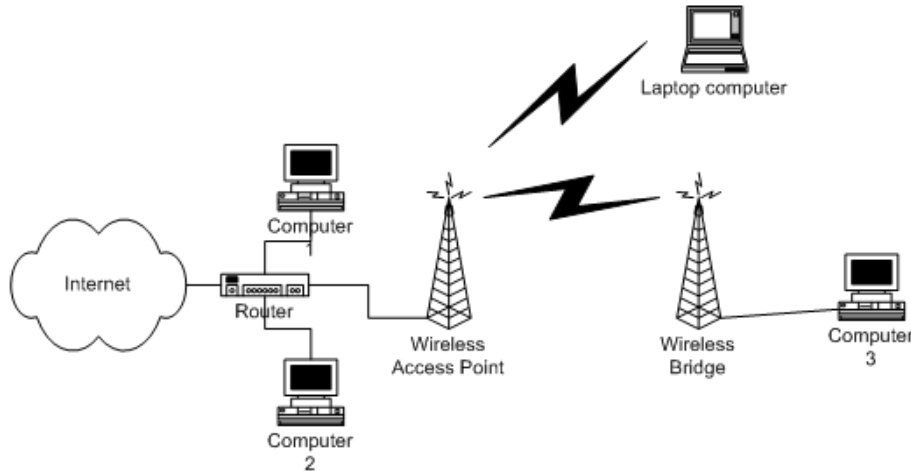 Laptop computer
Computer
Internet
Router
Wireless
Access Point
Wireless
Bridge
Computer
3
Computer
2